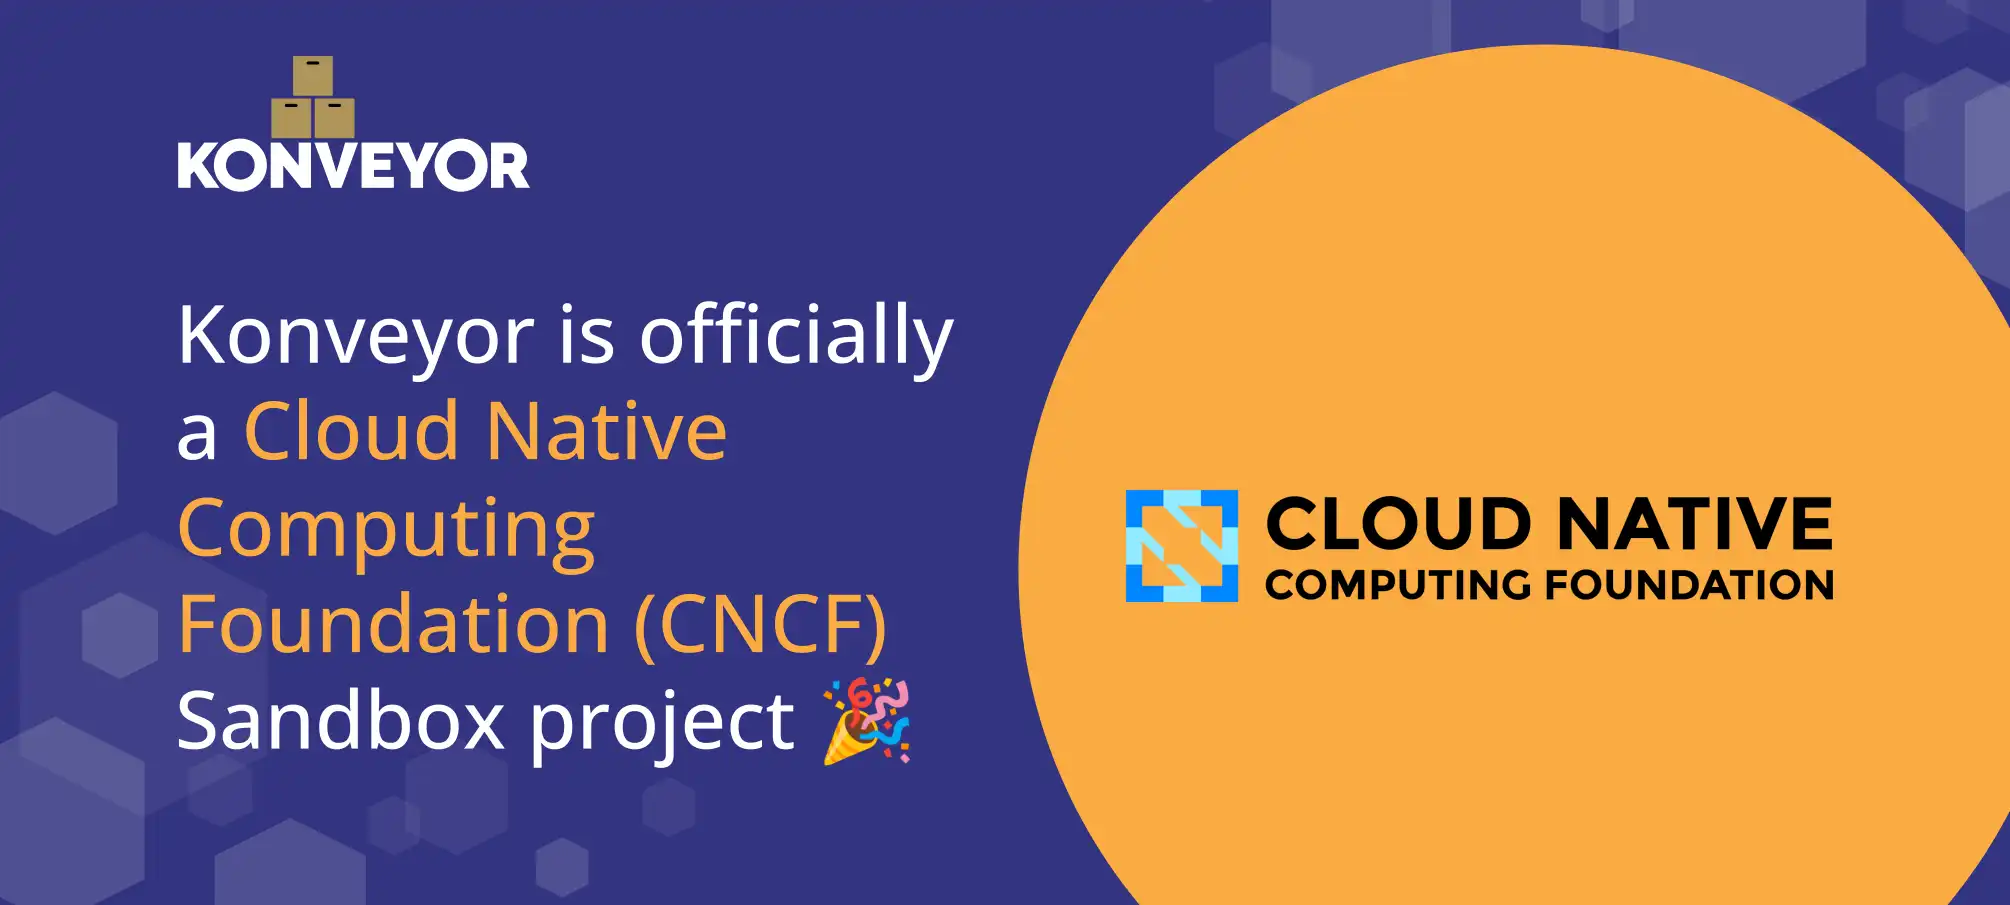 KONVEYOR
Konveyor is officially
a Cloud Native
Computing
Foundation (CNCF)
Sandbox project 🎉
CLOUD NATIVE
COMPUTING FOUNDATION